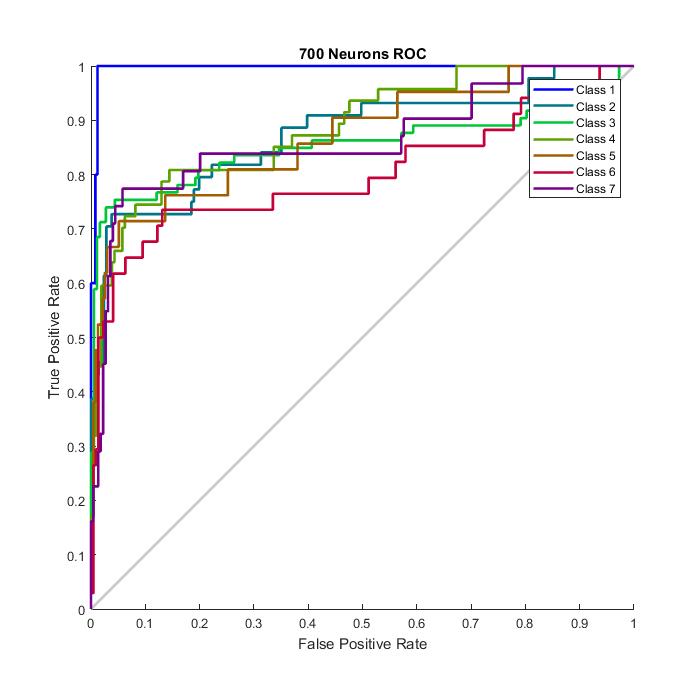 700 Neurons ROC
1
0.9
0.8
0.7
0.6
0.5
0.4
0.3
0.2
0.1
0
True Positive Rate
Class 1
Class 2
Class 3
Class 4
Class 5
Class 6
Class 7
0 0.1 0.2 0.3 0.4 0.5 0.6 0.7 0.8 0.9 1
False Positive Rate